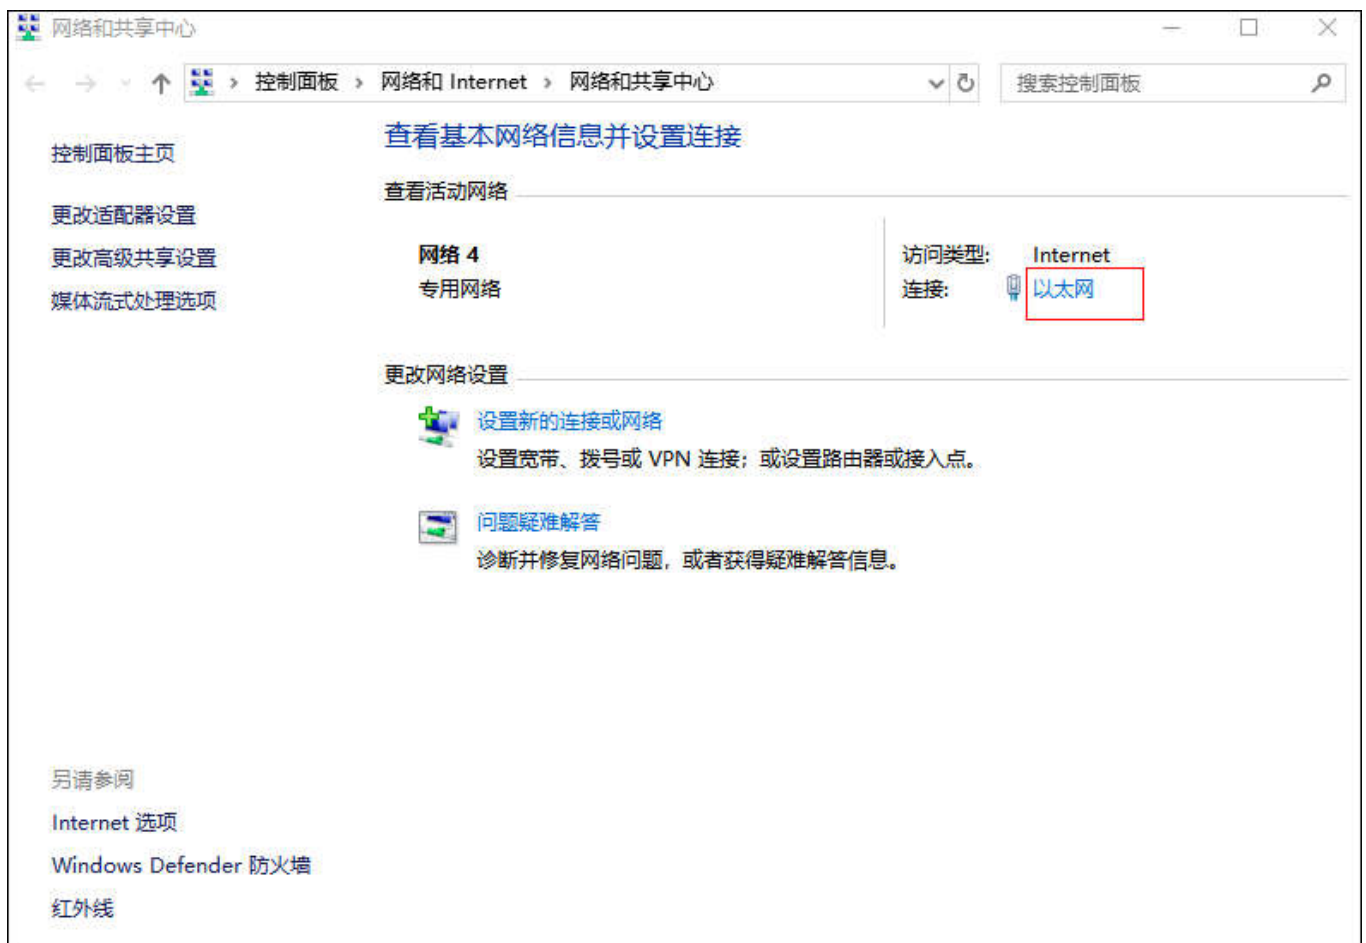 网络和共享中心
控制面板 > 网络和 Internet > 网络和共享中心
搜索控制面板
控制面板主页
更改适配器设置
更改高级共享设置
媒体流式处理选项
查看基本网络信息并设置连接
查看活动网络
网络 4
专用网络
访问类型: Internet
连接: 以太网
更改网络设置
设置新的连接或网络
设置宽带、拨号或 VPN 连接；或设置路由器或接入点。
问题疑难解答
诊断并修复网络问题，或者获得疑难解答信息。
另请参阅
Internet 选项
Windows Defender 防火墙
红外线